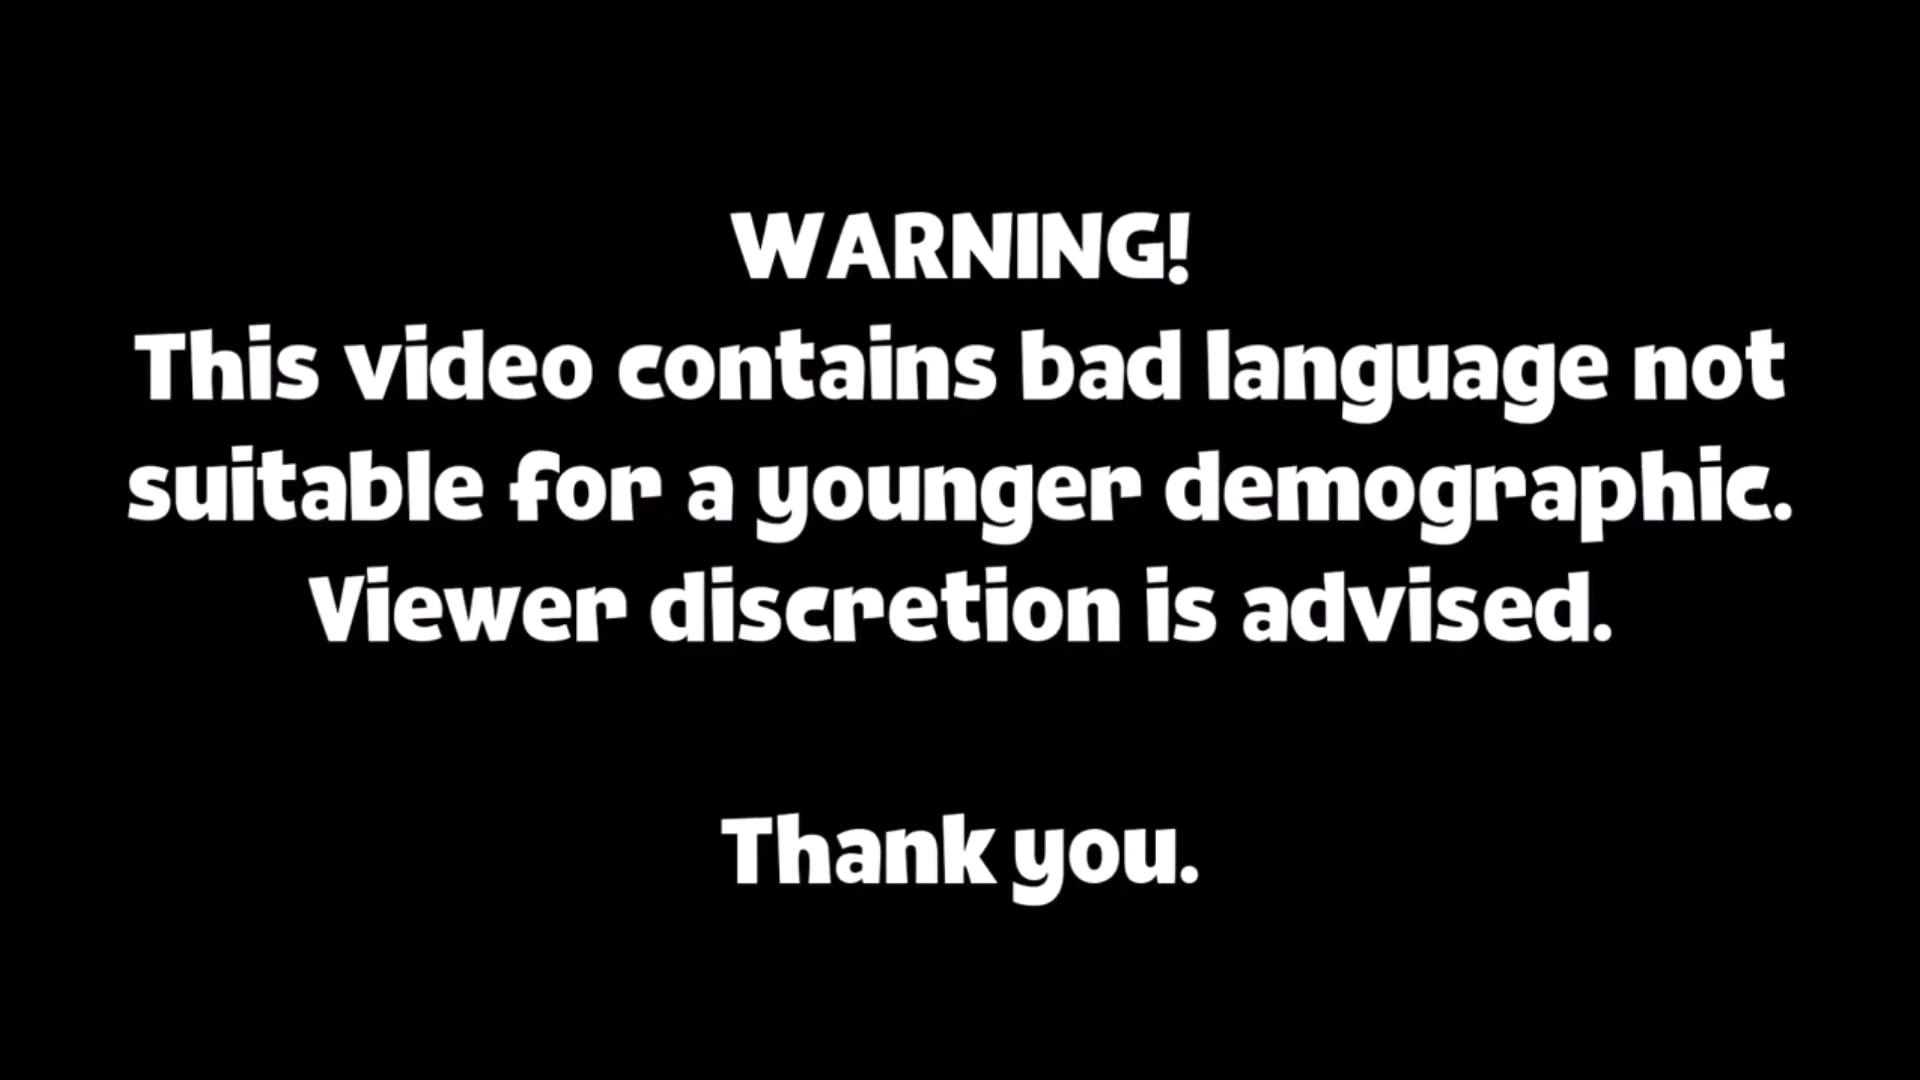 WARNING!
This video contains bad language not
suitable for a younger demographic.
Viewer discretion is advised.
Thank you.